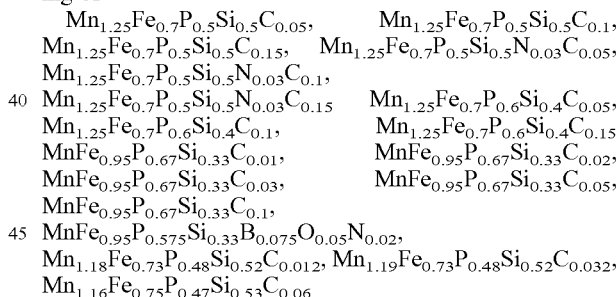 Mn₁.₂₅Fe₀.₇P₀.₅Si₀.₅C₀.₀₅, Mn₁.₂₅Fe₀.₇P₀.₅Si₀.₅C₀.₁,
Mn₁.₂₅Fe₀.₇P₀.₅Si₀.₅C₀.₁₅, Mn₁.₂₅Fe₀.₇P₀.₅Si₀.₅N₀.₀₃C₀.₀₅,
Mn₁.₂₅Fe₀.₇P₀.₅Si₀.₅N₀.₀₃C₀.₁,
40 Mn₁.₂₅Fe₀.₇P₀.₅Si₀.₅N₀.₀₃C₀.₁₅ Mn₁.₂₅Fe₀.₇P₀.₆Si₀.₄C₀.₀₅,
Mn₁.₂₅Fe₀.₇P₀.₆Si₀.₄C₀.₁, Mn₁.₂₅Fe₀.₇P₀.₆Si₀.₄C₀.₁₅
MnFe₀.₉₅P₀.₆₇Si₀.₃₃C₀.₀₁, MnFe₀.₉₅P₀.₆₇Si₀.₃₃C₀.₀₂,
MnFe₀.₉₅P₀.₆₇Si₀.₃₃C₀.₀₃, MnFe₀.₉₅P₀.₆₇Si₀.₃₃C₀.₀₅,
MnFe₀.₉₅P₀.₆₇Si₀.₃₃C₀.₁,
45 MnFe₀.₉₅P₀.₅₇₅Si₀.₃₃B₀.₀₇₅O₀.₀₅N₀.₀₂,
Mn₁.₁₈Fe₀.₇₃P₀.₄₈Si₀.₅₂C₀.₀₁₂, Mn₁.₁₉Fe₀.₇₃P₀.₄₈Si₀.₅₂C₀.₀₃₂,
Mn₁.₁₆Fe₀.₇₅P₀.₄₇Si₀.₅₃C₀.₀₆